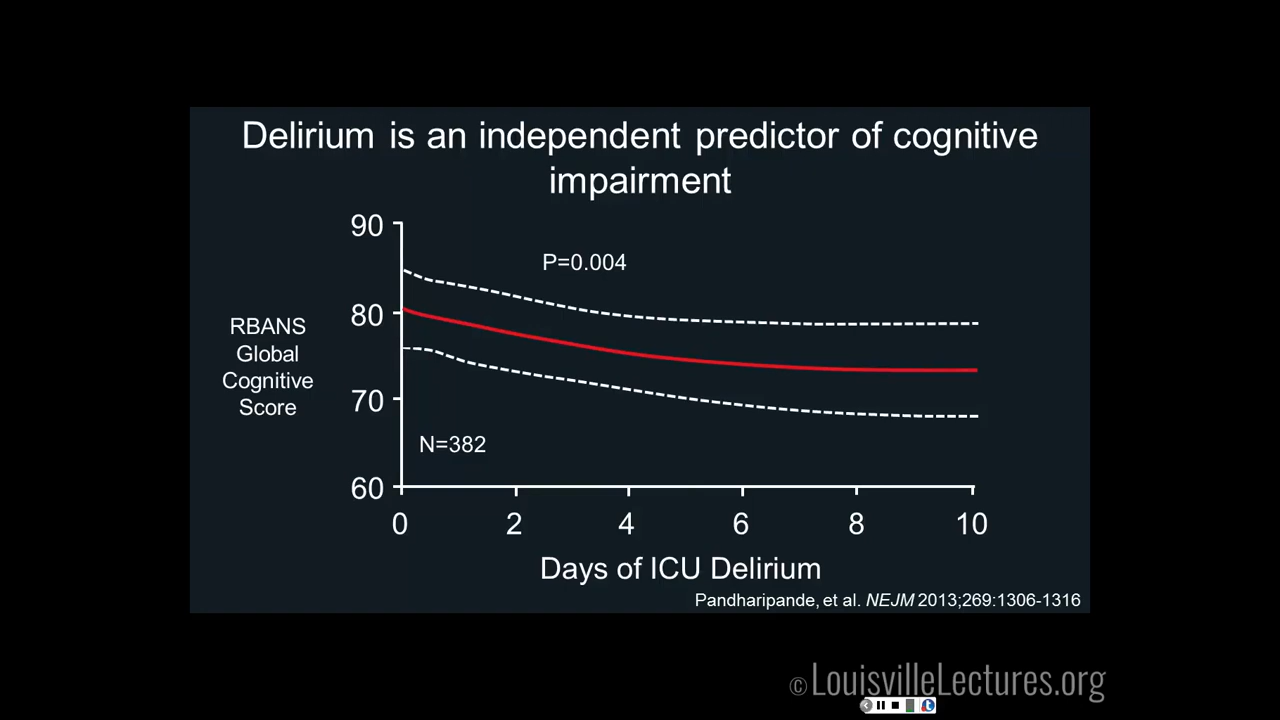 Delirium is an independent predictor of cognitive
impairment
90
80
70
60
RBANS
Global
Cognitive
Score
P=0.004
N=382
0 2 4 6 8 10
Days of ICU Delirium
Pandharipande, et al. NEJM 2013;269:1306-1316
© LouisvilleLectures.org